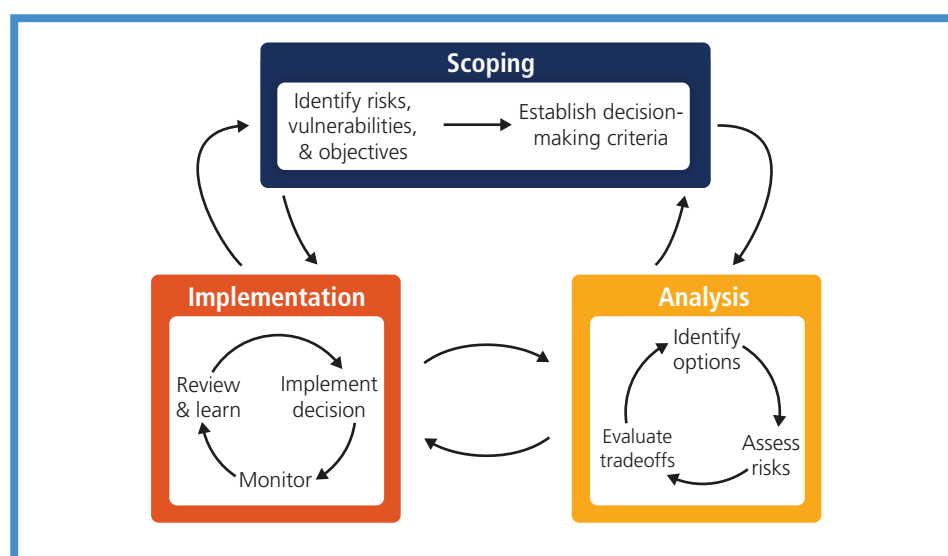 Scoping
Identify risks,
vulnerabilities,
& objectives
Establish decision-
making criteria
Implementation
Review
& learn
Implement
decision
Monitor
Analysis
Identify
options
Evaluate
tradeoffs
Assess
risks